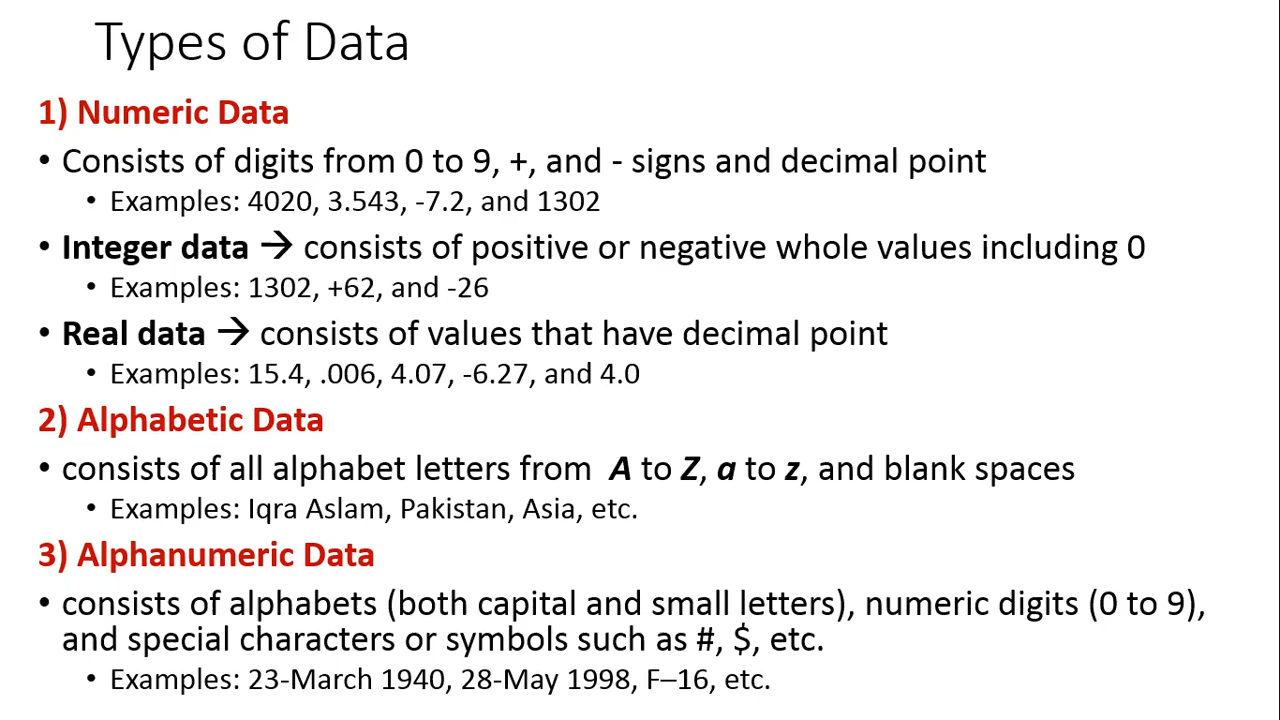 Types of Data
1) Numeric Data
• Consists of digits from 0 to 9, +, and - signs and decimal point
• Examples: 4020, 3.543, -7.2, and 1302
• Integer data → consists of positive or negative whole values including 0
• Examples: 1302, +62, and -26
• Real data → consists of values that have decimal point
• Examples: 15.4, .006, 4.07, -6.27, and 4.0
2) Alphabetic Data
• consists of all alphabet letters from A to Z, a to z, and blank spaces
• Examples: Iqra Aslam, Pakistan, Asia, etc.
3) Alphanumeric Data
• consists of alphabets (both capital and small letters), numeric digits (0 to 9),
and special characters or symbols such as #, $, etc.
• Examples: 23-March 1940, 28-May 1998, F–16, etc.